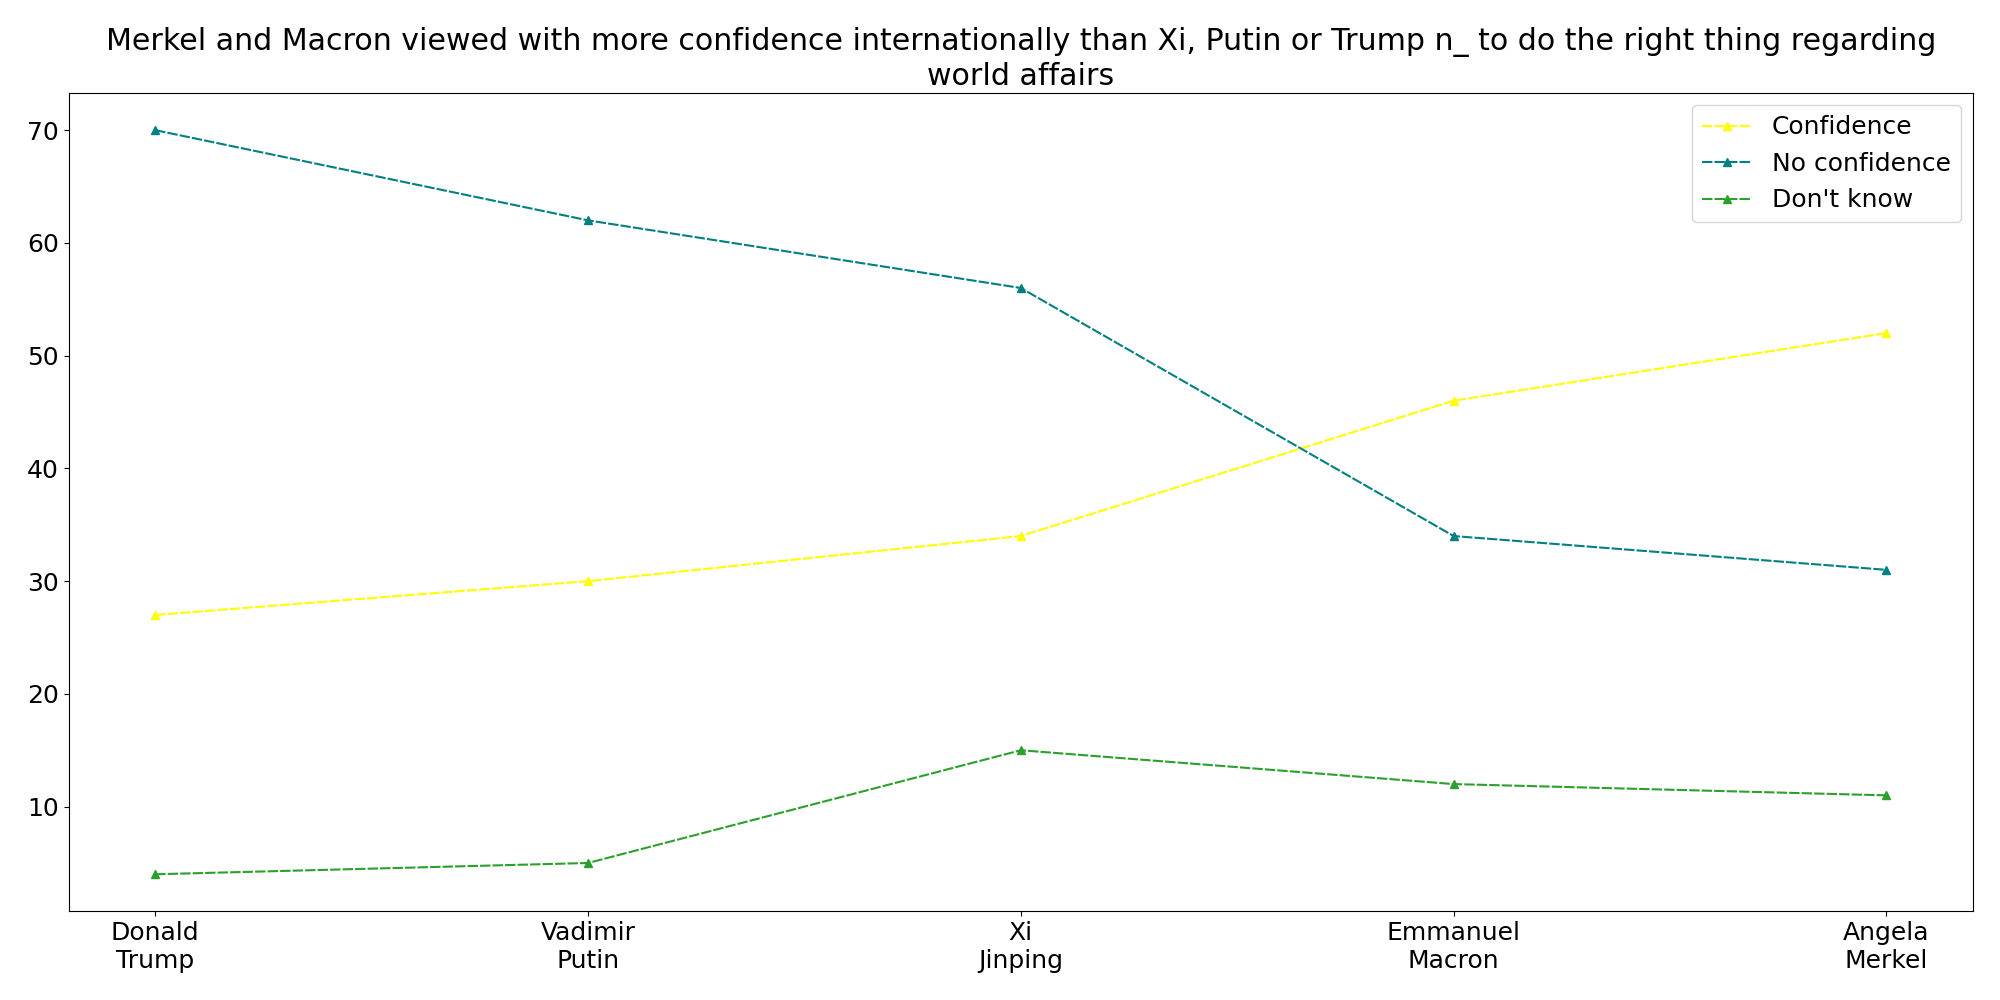 Merkel and Macron viewed with more confidence internationally than Xi, Putin or Trump n_ to do the right thing regarding
world affairs
70
60
50
40
30
20
10
Confidence
No confidence
Don't know
Donald
Trump
Vadimir
Putin
Xi
Jinping
Emmanuel
Macron
Angela
Merkel